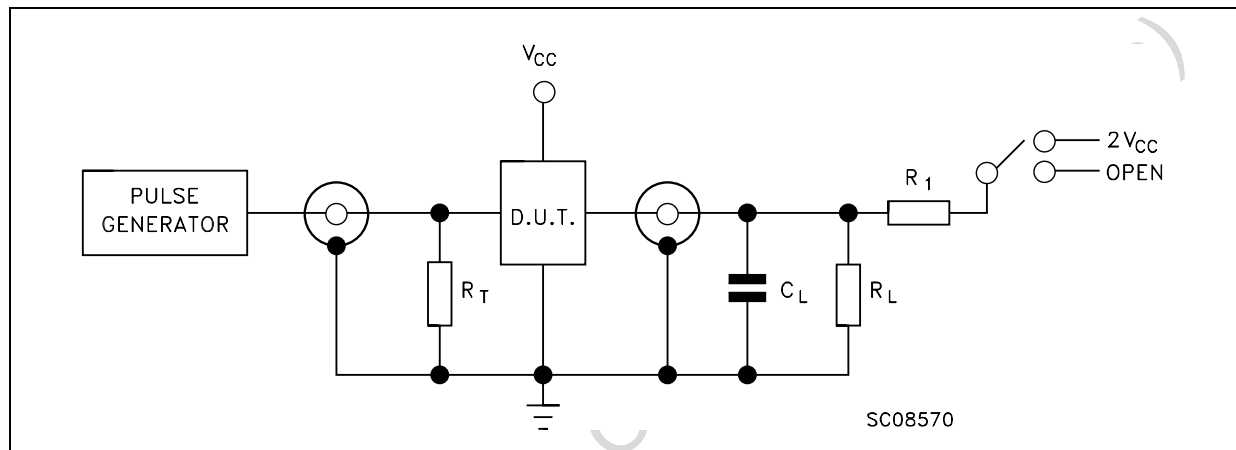 VCC
2VCC
OPEN
R1
PULSE
GENERATOR
D.U.T.
RT
CL
RL
SC08570